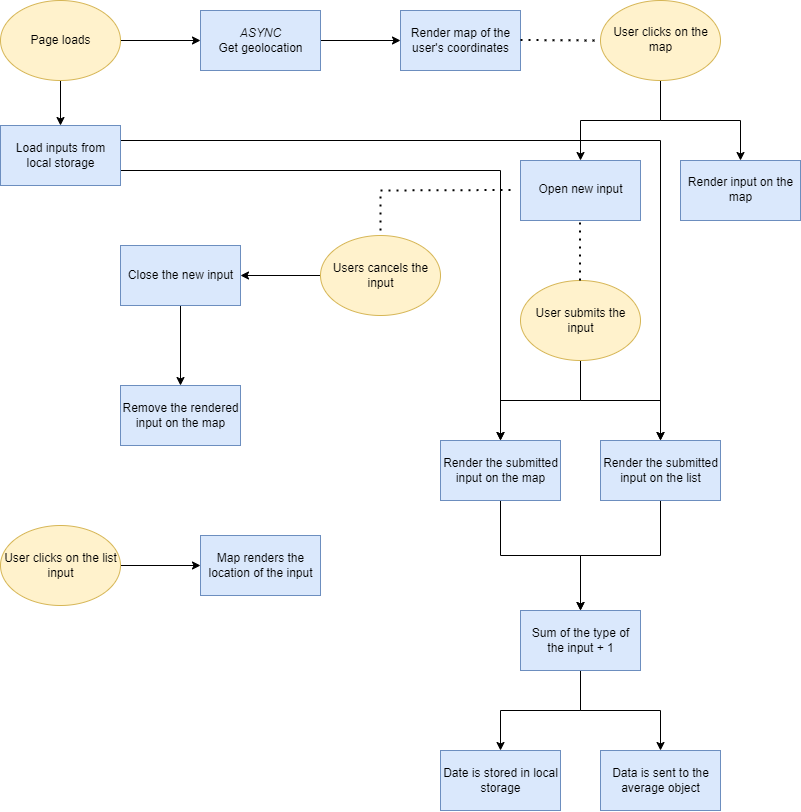 Page loads
ASYNC
Get geolocation
Render map of the
user's coordinates
User clicks on the
map
Load inputs from
local storage
Open new input
Render input on the
map
Users cancels the
input
Close the new input
User submits the
input
Remove the rendered
input on the map
Render the submitted
input on the map
Render the submitted
input on the list
User clicks on the list
input
Map renders the
location of the input
Sum of the type of
the input + 1
Date is stored in local
storage
Data is sent to the
average object